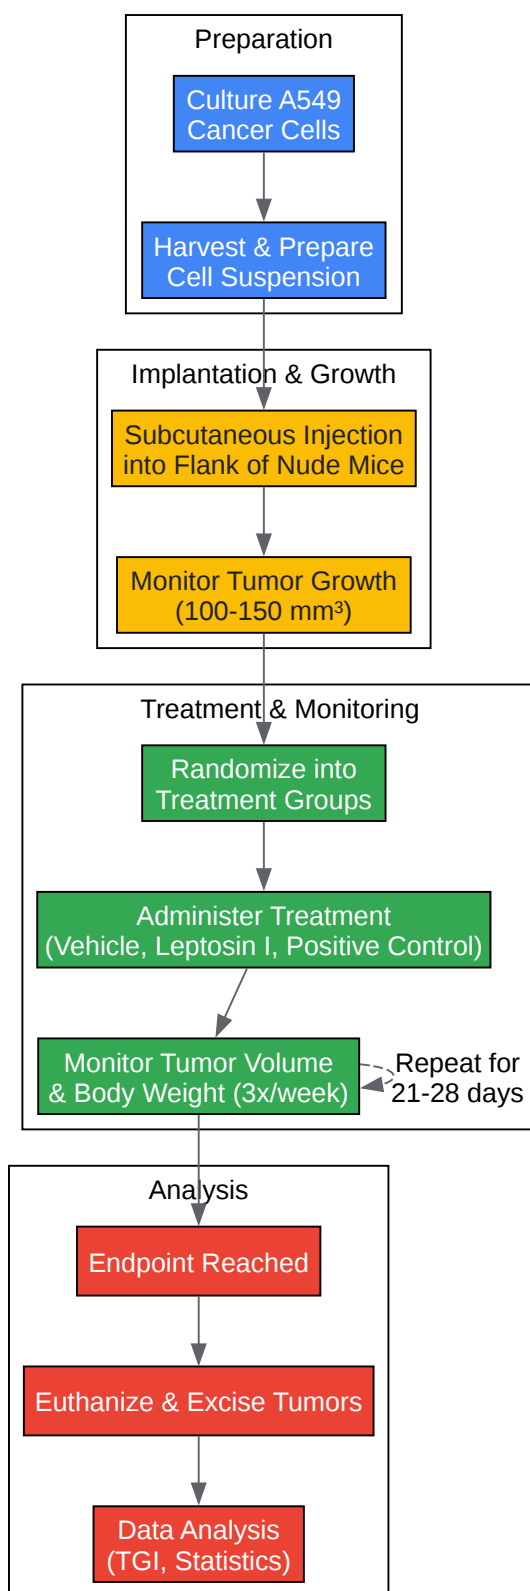 Preparation
Culture A549
Cancer Cells
Harvest & Prepare
Cell Suspension
Implantation & Growth
Subcutaneous Injection
into Flank of Nude Mice
Monitor Tumor Growth
(100-150 mm³)
Treatment & Monitoring
Randomize into
Treatment Groups
Administer Treatment
(Vehicle, Leptosin I, Positive Control)
Monitor Tumor Volume
& Body Weight (3x/week)
Repeat for
21-28 days
Analysis
Endpoint Reached
Euthanize & Excise Tumors
Data Analysis
(TGI, Statistics)